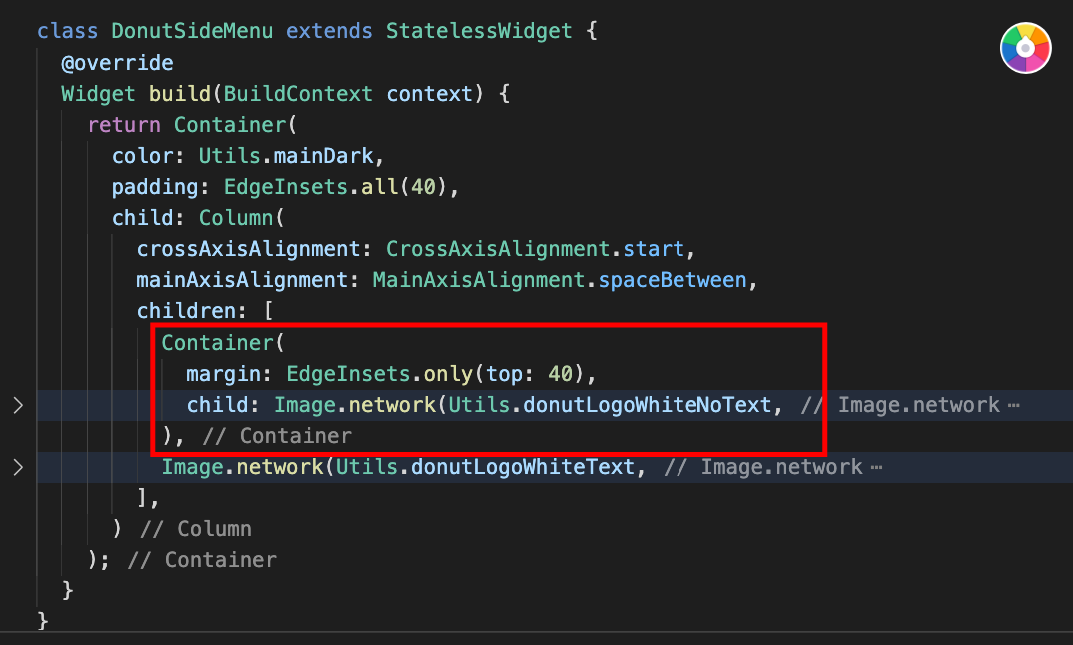 class DonutSideMenu extends StatelessWidget {
@override
Widget build(BuildContext context) {
return Container(
color: Utils.mainDark,
padding: EdgeInsets.all(40),
child: Column(
crossAxisAlignment: CrossAxisAlignment.start,
mainAxisAlignment: MainAxisAlignment.spaceBetween,
children: [
Container(
margin: EdgeInsets.only(top: 40),
child: Image.network(Utils.donutLogoWhiteNoText, // Image.network ⋯
), // Container
Image.network(Utils.donutLogoWhiteText, // Image.network ⋯
],
) // Column
); // Container
}
}